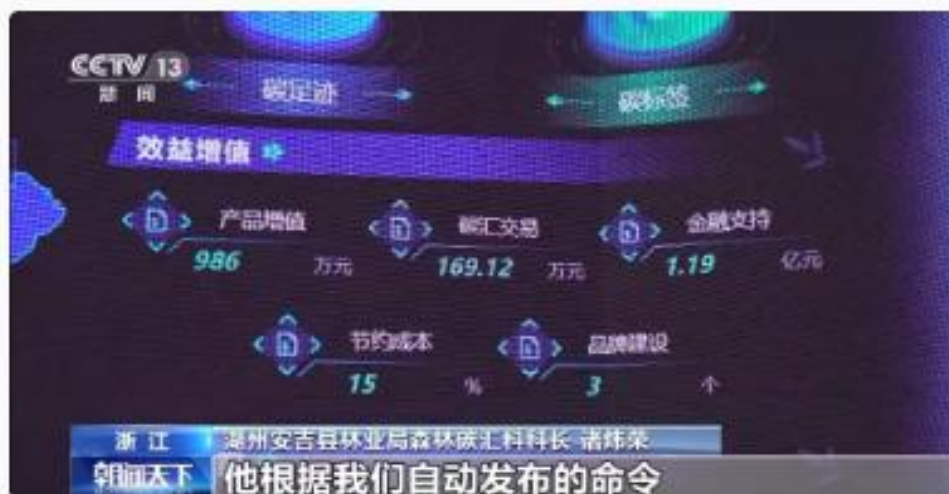 CCTV 13
新闻
碳足迹
碳标签
效益增值
产品增值
碳汇交易
金融支持
986 万元
169.12 万元
1.19 亿元
节约成本
品牌建设
15 %
3 个
浙江
湖州安吉县林业局森林碳汇科科长 诸炜荣
朝闻天下
他根据我们自动发布的命令